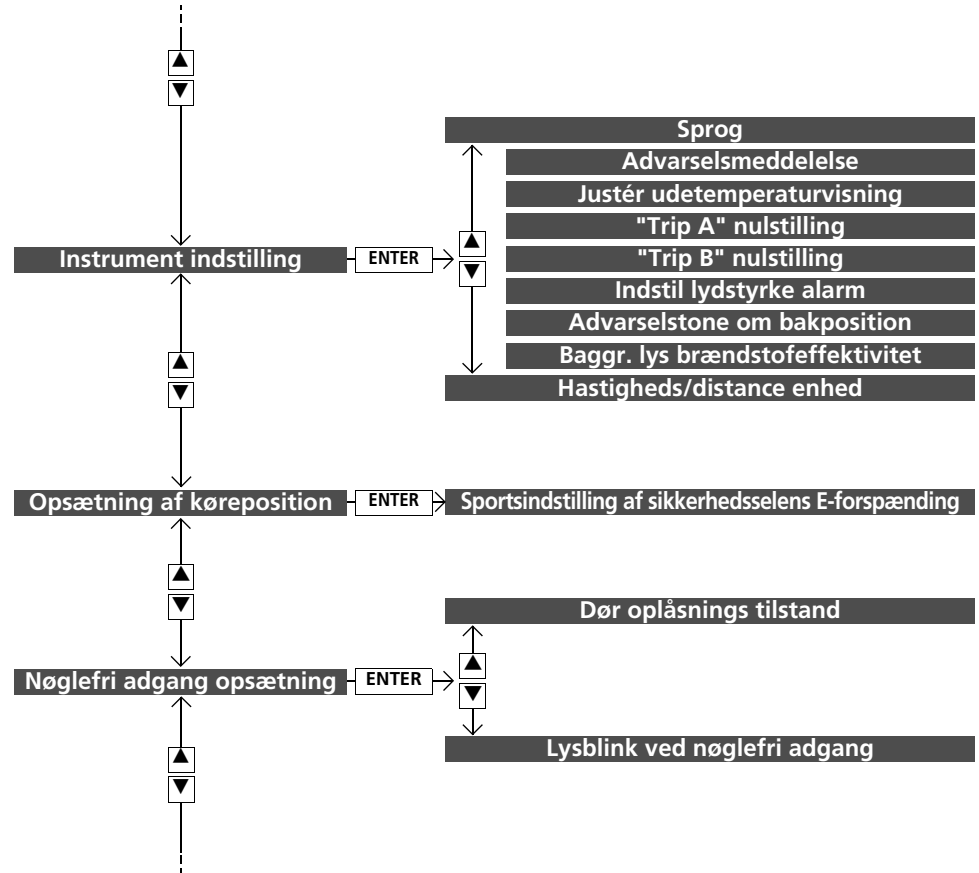 Sprog
Advarselsmeddelelse
Justér udetemperaturvisning
"Trip A" nulstilling
Instrument indstilling
ENTER
"Trip B" nulstilling
Indstil lydstyrke alarm
Advarselstone om bakposition
Baggr. lys brændstofeffektivitet
Hastigheds/distance enhed
Opsætning af køreposition
ENTER
Sportsindstilling af sikkerhedsselens E-forspænding
Dør oplåsnings tilstand
Nøglefri adgang opsætning
ENTER
Lysblink ved nøglefri adgang